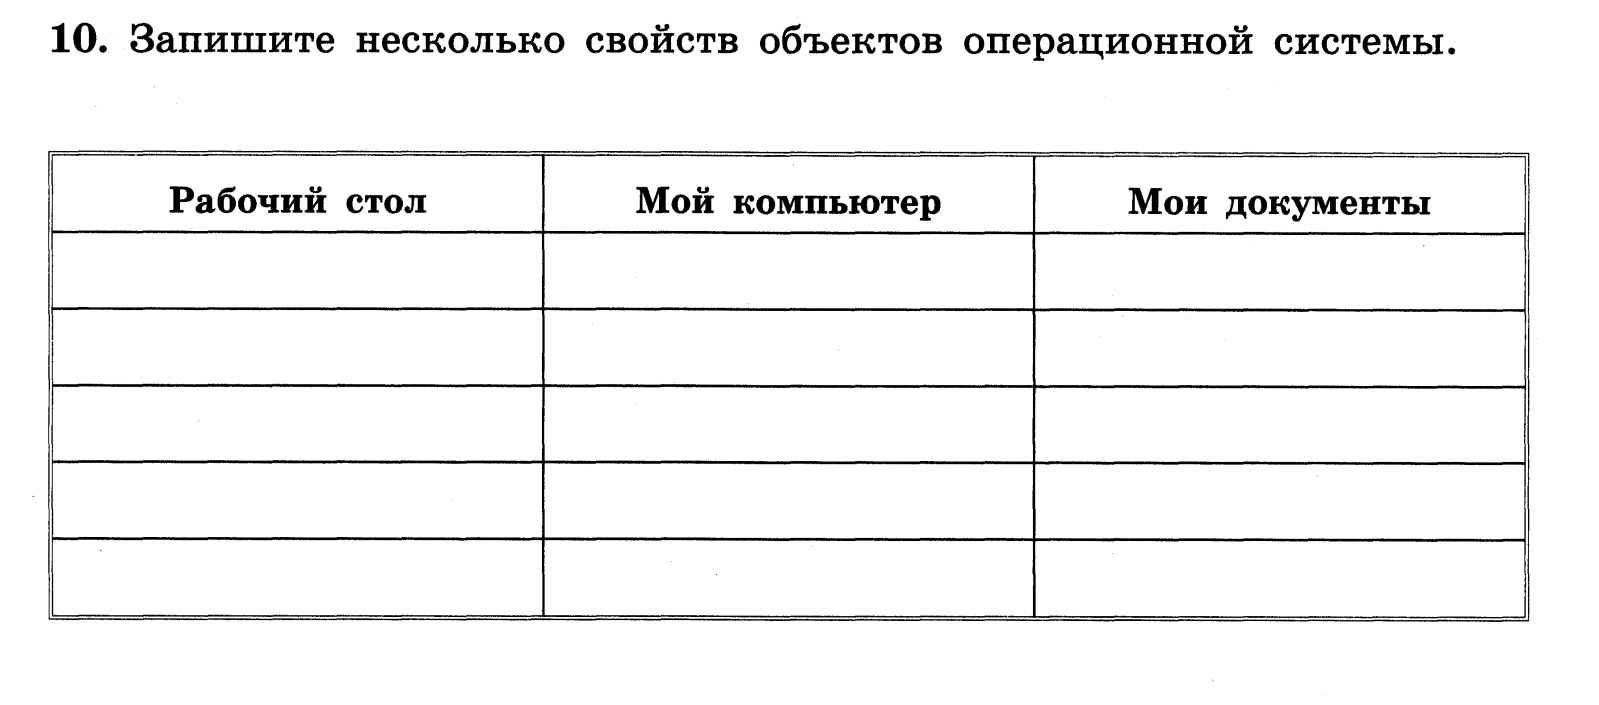 10. Запишите несколько свойств объектов операционной системы.
Рабочий стол Мой компьютер Мои документы